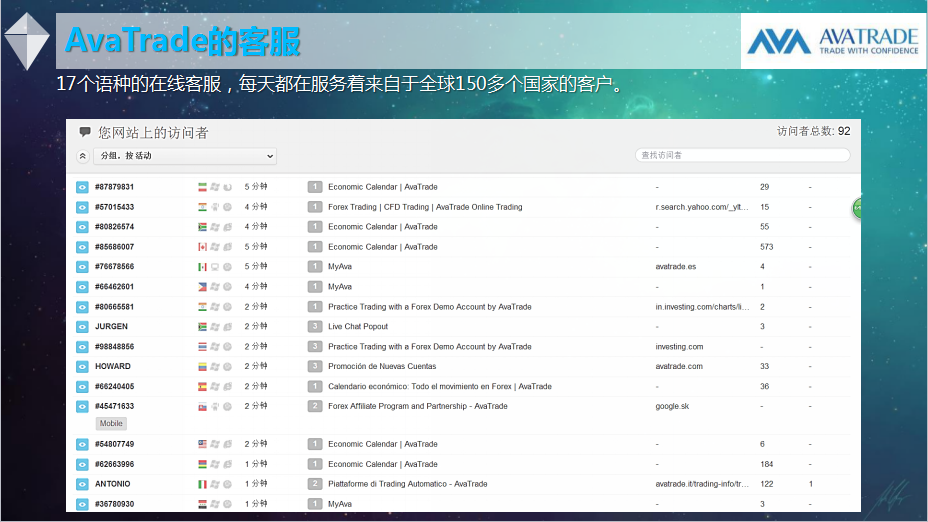 AvaTrade的客服
AVATRADE
TRADE WITH CONFIDENCE
17个语种的在线客服，每天都在服务着来自于全球150多个国家的客户。
您网站上的访问者 访问者总数: 92
分组。按 活动 查找访问者
#87879831 5 分钟 1 Economic Calendar | AvaTrade - 29 -
#57015433 4 分钟 1 Forex Trading | CFD Trading | AvaTrade Online Trading r.search.yahoo.com/_ylt... 15 -
#80826574 4 分钟 1 Economic Calendar | AvaTrade - 55 -
#85686007 5 分钟 1 Economic Calendar | AvaTrade - 573 -
#76678566 5 分钟 1 MyAva avatrade.es 4 -
#66462601 4 分钟 1 MyAva - 1 -
#80665581 2 分钟 1 Practice Trading with a Forex Demo Account by AvaTrade in.investing.com/charts/li... 2 -
JURGEN 2 分钟 3 Live Chat Popout - 3 -
#98848856 2 分钟 3 Practice Trading with a Forex Demo Account by AvaTrade investing.com - -
HOWARD 2 分钟 3 Promoción de Nuevas Cuentas avatrade.com 33 -
#66240405 2 分钟 1 Calendario económico: Todo el movimiento en Forex | AvaTrade - 36 -
#45471633 2 分钟 2 Forex Affiliate Program and Partnership - AvaTrade google.sk - -
Mobile
#54807749 2 分钟 1 Economic Calendar | AvaTrade - 6 -
#62663996 1 分钟 1 Economic Calendar | AvaTrade - 184 -
ANTONIO 1 分钟 2 Piattaforme di Trading Automatico - AvaTrade avatrade.it/trading-info/tr... 122 1
#36780930 1 分钟 1 MyAva - 3 -